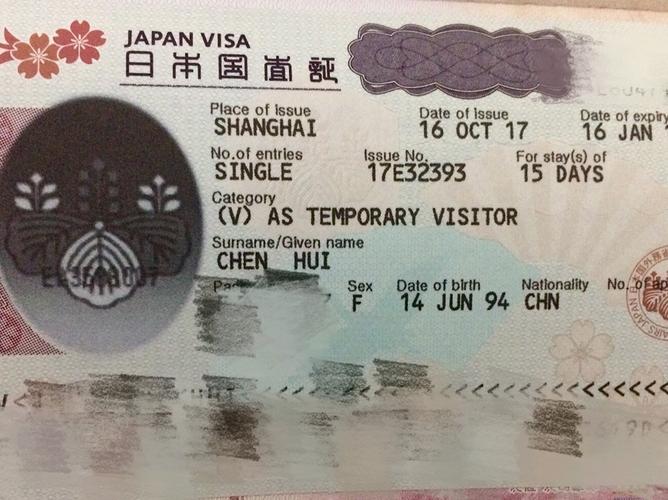 JAPAN VISA
日本国査証
Place of issue Date of issue Date of expiry
SHANGHAI 16 OCT 17 16 JAN
No.of entries Issue No. For stay(s) of
SINGLE 17E32393 15 DAYS
Category
(V) AS TEMPORARY VISITOR
Surname/Given name
CHEN HUI
Sex Date of birth Nationality No. of
F 14 JUN 94 CHN
<<<<<<<<<<